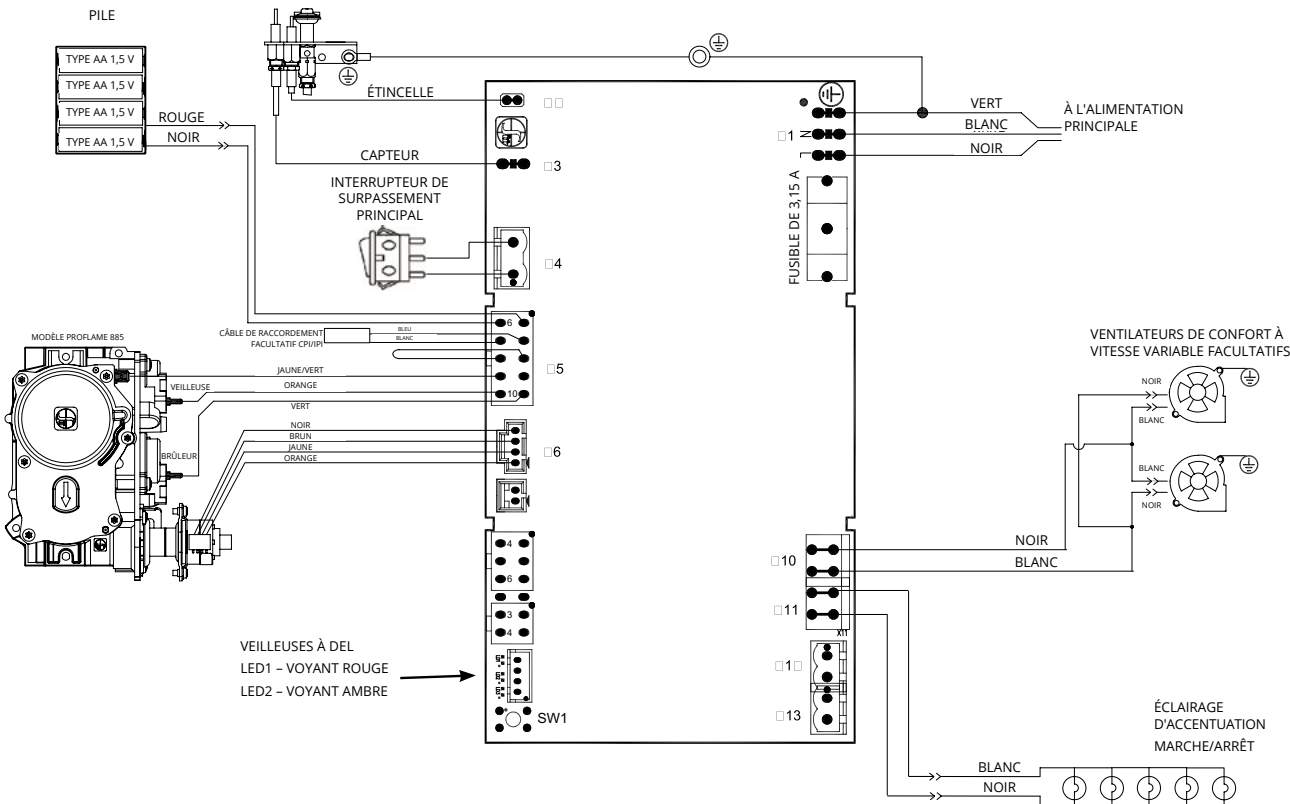 PILE
TYPE AA 1,5 V
TYPE AA 1,5 V
TYPE AA 1,5 V
TYPE AA 1,5 V
ROUGE
NOIR
ÉTINCELLE
CAPTEUR
3
INTERRUPTEUR DE
SURPASSEMENT
PRINCIPAL
4
VERT
BLANC
NOIR
À L'ALIMENTATION
PRINCIPALE
1
N
L
FUSIBLE DE 3,15 A
MODÈLE PROFLAME 885
CÂBLE DE RACCORDEMENT
FACULTATIF CPI/IPI
BLEU
BLANC
6
5
10
JAUNE/VERT
VEILLEUSE
ORANGE
VERT
NOIR
BRUN
JAUNE
ORANGE
6
BRÛLEUR
4
6
3
4
VENTILATEURS DE CONFORT À
VITESSE VARIABLE FACULTATIFS
NOIR
BLANC
BLANC
NOIR
NOIR
BLANC
10
11
X11
1
13
VEILLEUSES À DEL
LED1 – VOYANT ROUGE
LED2 – VOYANT AMBRE
SW1
ÉCLAIRAGE
D'ACCENTUATION
MARCHE/ARRÊT
BLANC
NOIR